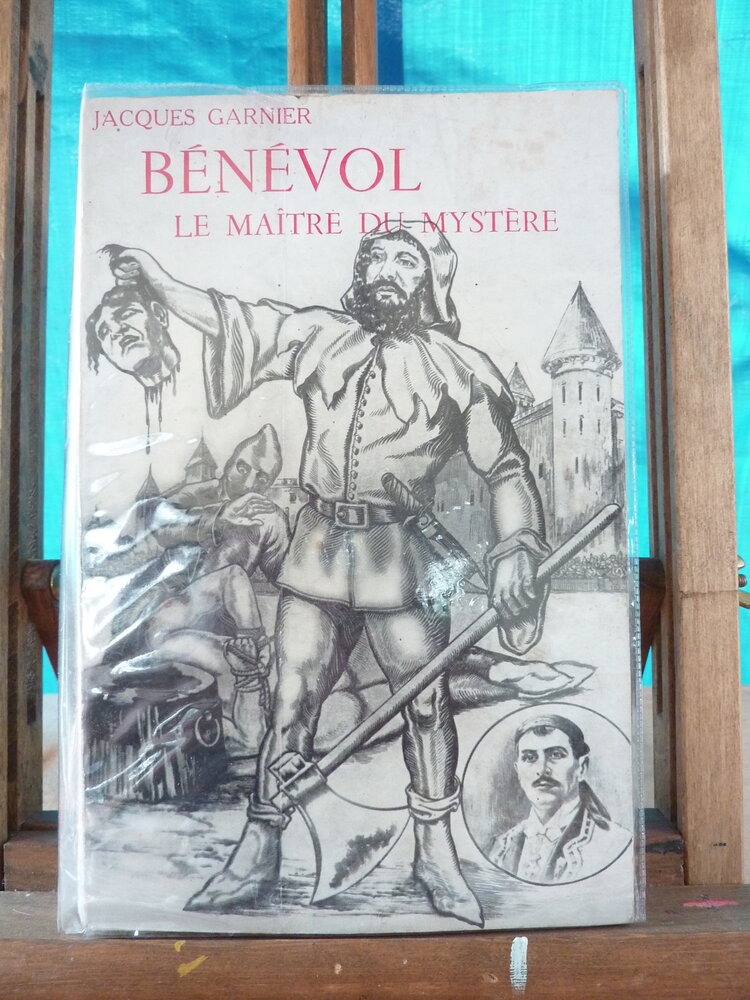 JACQUES GARNIER
BÉNÉVOL
LE MAÎTRE DU MYSTÈRE